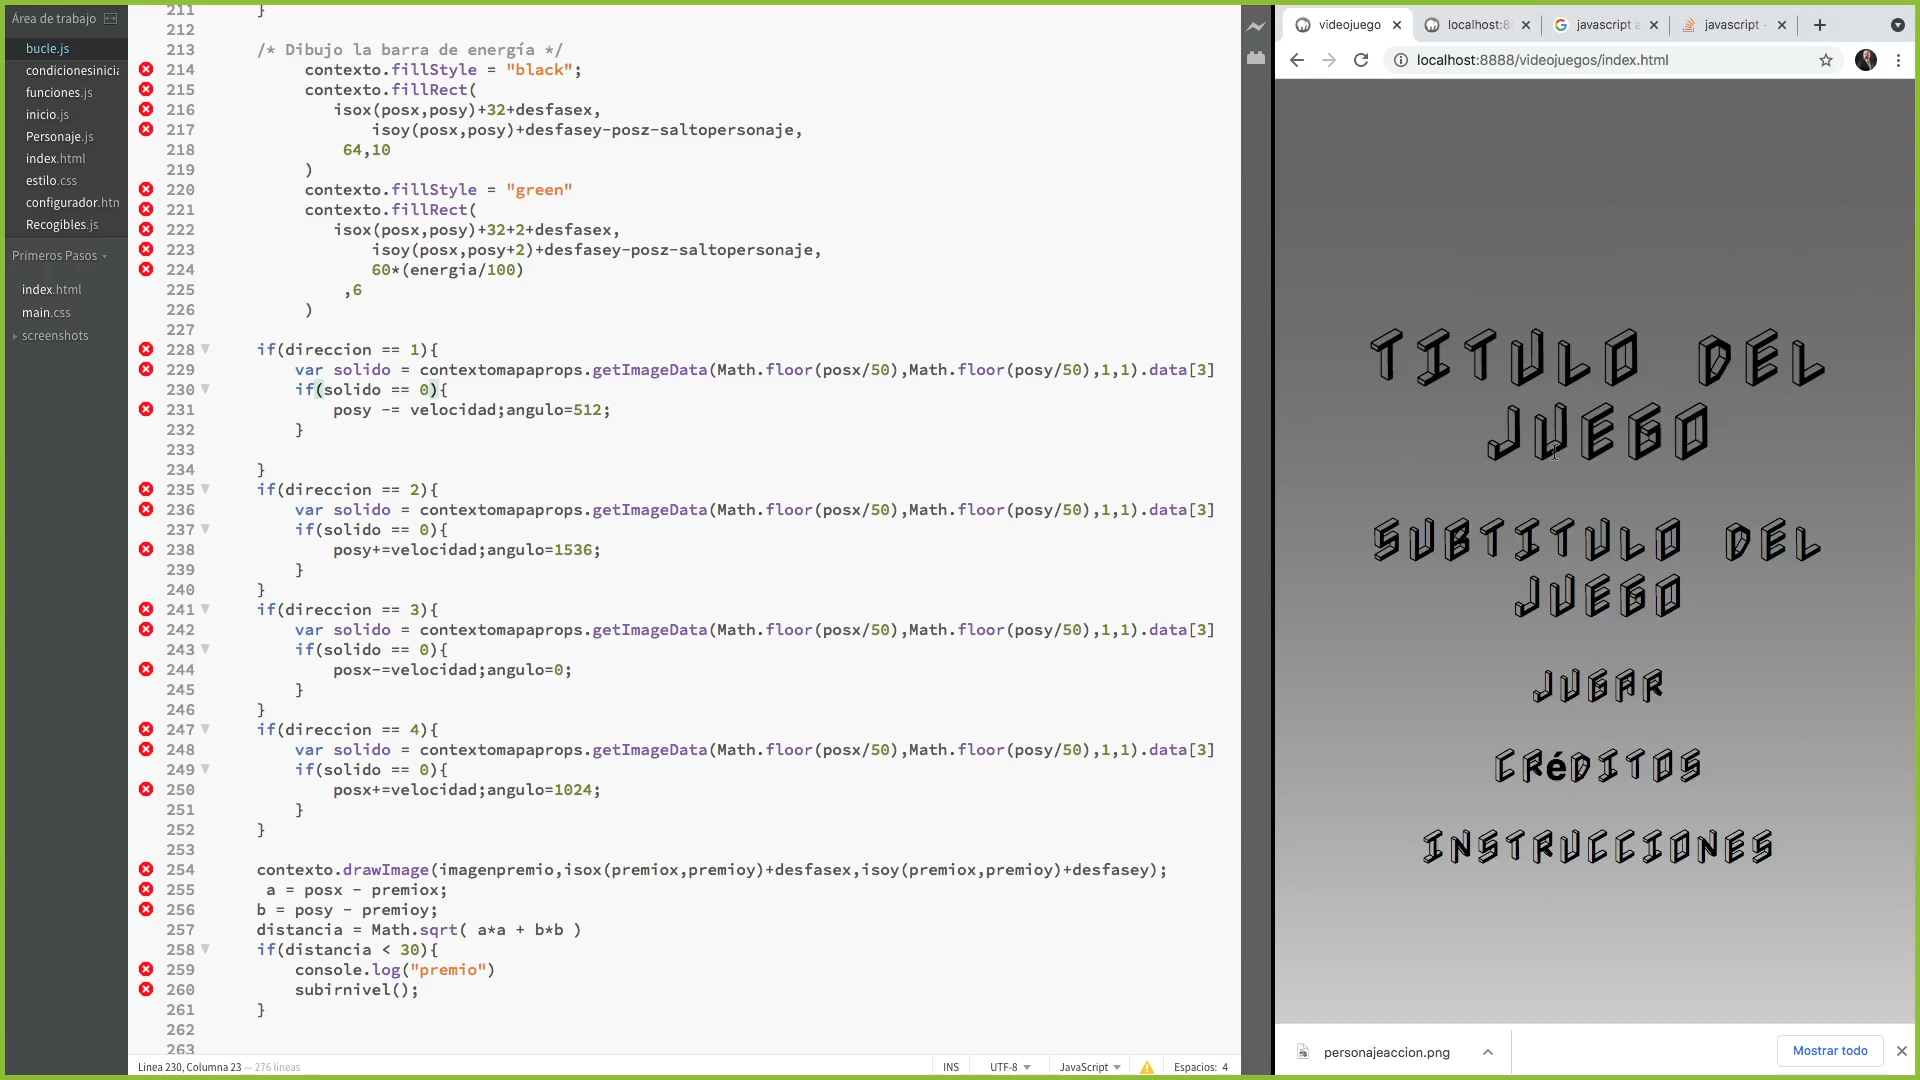 Área de trabajo
bucle.js
condicionesinicia
funciones.js
inicio.js
Personaje.js
index.html
estilo.css
configurador.htm
Recogibles.js
Primeros Pasos
index.html
main.css
screenshots
211 }
212
213 /* Dibujo la barra de energía */
214 contexto.fillStyle = "black";
215 contexto.fillRect(
216 isox(posx,posy)+32+desfasex,
217 isoy(posx,posy)+desfasey-posz-saltopersonaje,
218 64,10
219 )
220 contexto.fillStyle = "green"
221 contexto.fillRect(
222 isox(posx,posy)+32+2+desfasex,
223 isoy(posx,posy+2)+desfasey-posz-saltopersonaje,
224 60*(energia/100)
225 ,6
226 )
227
228 if(direccion == 1){
229 var solido = contextomapaprops.getImageData(Math.floor(posx/50),Math.floor(posy/50),1,1).data[3]
230 if(solido == 0){
231 posy -= velocidad;angulo=512;
232 }
233
234 }
235 if(direccion == 2){
236 var solido = contextomapaprops.getImageData(Math.floor(posx/50),Math.floor(posy/50),1,1).data[3]
237 if(solido == 0){
238 posy+=velocidad;angulo=1536;
239 }
240 }
241 if(direccion == 3){
242 var solido = contextomapaprops.getImageData(Math.floor(posx/50),Math.floor(posy/50),1,1).data[3]
243 if(solido == 0){
244 posx-=velocidad;angulo=0;
245 }
246 }
247 if(direccion == 4){
248 var solido = contextomapaprops.getImageData(Math.floor(posx/50),Math.floor(posy/50),1,1).data[3]
249 if(solido == 0){
250 posx+=velocidad;angulo=1024;
251 }
252 }
253
254 contexto.drawImage(imagenpremio,isox(premiox,premioy)+desfasex,isoy(premiox,premioy)+desfasey);
255 a = posx - premiox;
256 b = posy - premioy;
257 distancia = Math.sqrt( a*a + b*b )
258 if(distancia < 30){
259 console.log("premio")
260 subirnivel();
261 }
262
263
Línea 230, Columna 23 — 276 líneas
INS UTF-8 JavaScript Espacios: 4
videojuego localhost:8 javascript a javascript -
localhost:8888/videojuegos/index.html
TITULO DEL
JUEGO
SUBTITULO DEL
JUEGO
JUGAR
CRéDITOS
INSTRUCCIONES
personajeaccion.png
Mostrar todo